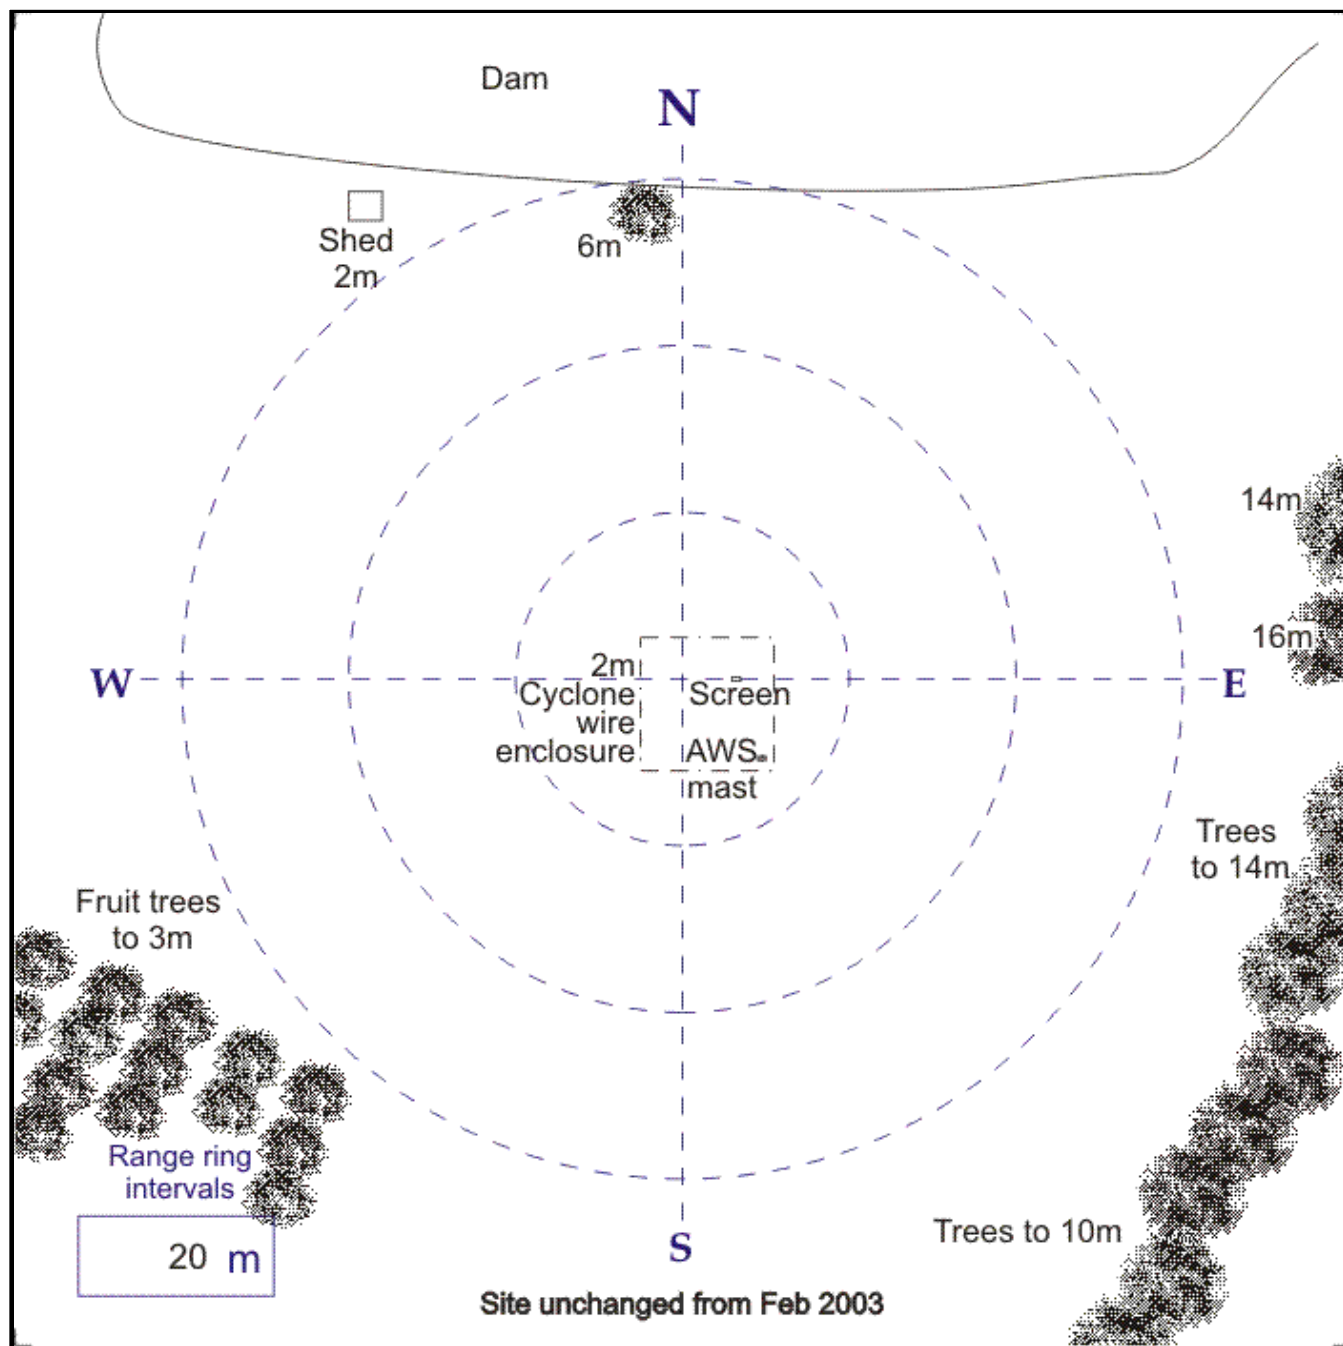 Dam
N
Shed
2m
6m
14m
16m
W
2m
Cyclone
wire
enclosure
Screen
AWS
mast
E
Trees
to 14m
Fruit trees
to 3m
Range ring
intervals
20 m
Trees to 10m
S
Site unchanged from Feb 2003